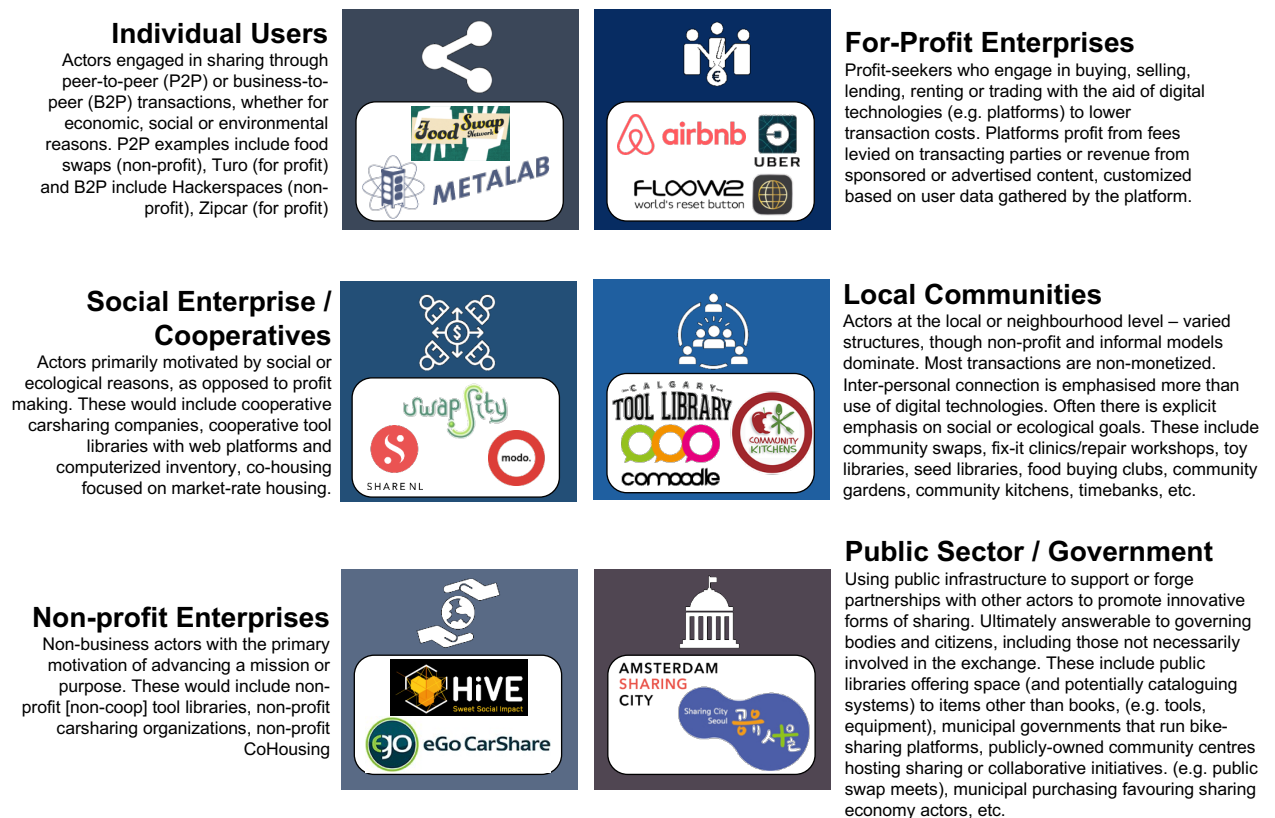 Individual Users
Actors engaged in sharing through
peer-to-peer (P2P) or business-to-
peer (B2P) transactions, whether for
economic, social or environmental
reasons. P2P examples include food
swaps (non-profit), Turo (for profit)
and B2P include Hackerspaces (non-
profit), Zipcar (for profit)
Food Swap
Network
METALAB
€
airbnb
UBER
FLOOW2
world's reset button
For-Profit Enterprises
Profit-seekers who engage in buying, selling,
lending, renting or trading with the aid of digital
technologies (e.g. platforms) to lower
transaction costs. Platforms profit from fees
levied on transacting parties or revenue from
sponsored or advertised content, customized
based on user data gathered by the platform.
Social Enterprise /
Cooperatives
Actors primarily motivated by social or
ecological reasons, as opposed to profit
making. These would include cooperative
carsharing companies, cooperative tool
libraries with web platforms and
computerized inventory, co-housing
focused on market-rate housing.
$
swapsity
SHARE NL
modo.
CALGARY
TOOL LIBRARY
comoodle
COMMUNITY
KITCHENS
Local Communities
Actors at the local or neighbourhood level – varied
structures, though non-profit and informal models
dominate. Most transactions are non-monetized.
Inter-personal connection is emphasised more than
use of digital technologies. Often there is explicit
emphasis on social or ecological goals. These include
community swaps, fix-it clinics/repair workshops, toy
libraries, seed libraries, food buying clubs, community
gardens, community kitchens, timebanks, etc.
Non-profit Enterprises
Non-business actors with the primary
motivation of advancing a mission or
purpose. These would include non-
profit [non-coop] tool libraries, non-profit
carsharing organizations, non-profit
CoHousing
HiVE
Sweet Social Impact
eGO
eGo CarShare
AMSTERDAM
SHARING
CITY
Sharing City
Seoul
공유서울
Public Sector / Government
Using public infrastructure to support or forge
partnerships with other actors to promote innovative
forms of sharing. Ultimately answerable to governing
bodies and citizens, including those not necessarily
involved in the exchange. These include public
libraries offering space (and potentially cataloguing
systems) to items other than books, (e.g. tools,
equipment), municipal governments that run bike-
sharing platforms, publicly-owned community centres
hosting sharing or collaborative initiatives. (e.g. public
swap meets), municipal purchasing favouring sharing
economy actors, etc.